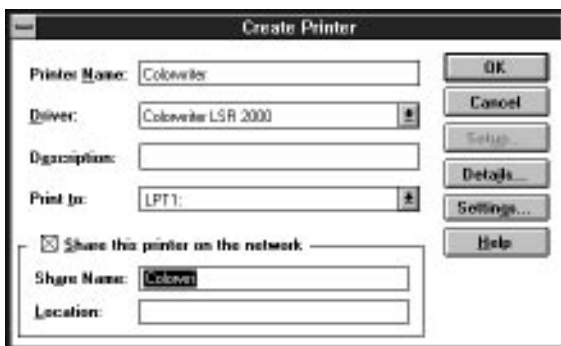 Create Printer
Printer Name: Colorwriter
Driver: Colorwriter LSR 2000
Description:
Print to: LPT1:
Share this printer on the network
Share Name: Colorwri
Location:
OK
Cancel
Setup...
Details...
Settings...
Help